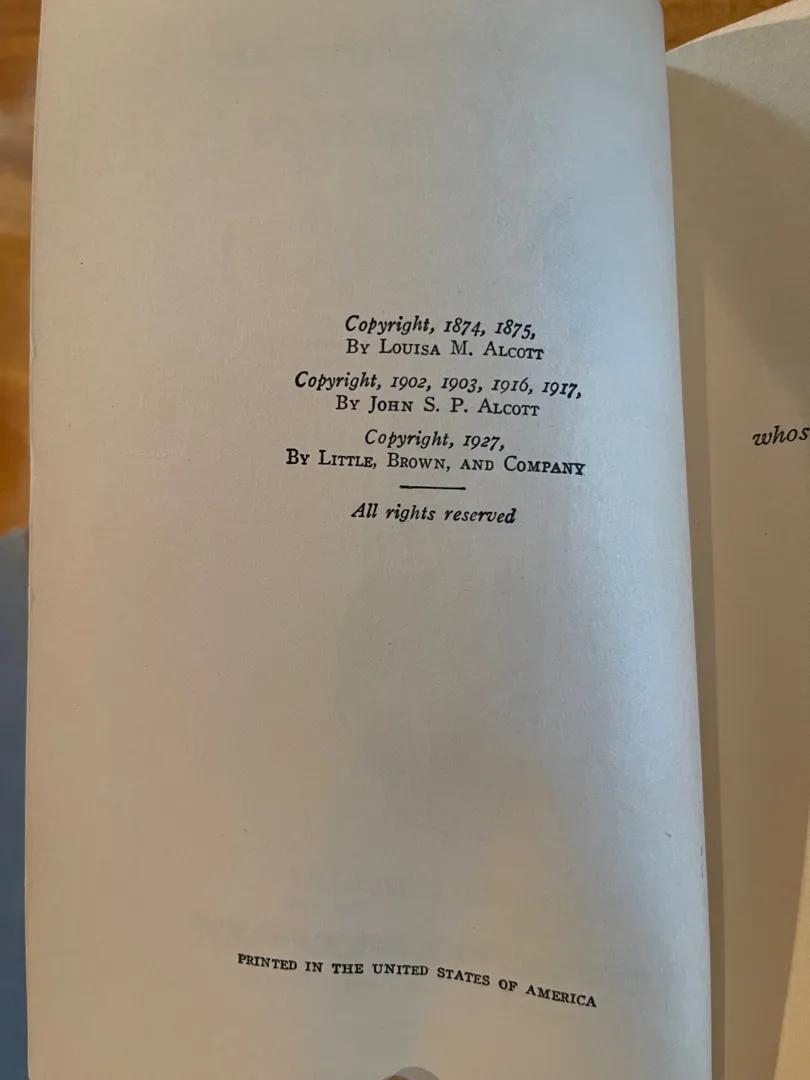 Copyright, 1874, 1875,
By Louisa M. Alcott
Copyright, 1902, 1903, 1916, 1917,
By John S. P. Alcott
Copyright, 1927,
By Little, Brown, and Company
All rights reserved
PRINTED IN THE UNITED STATES OF AMERICA